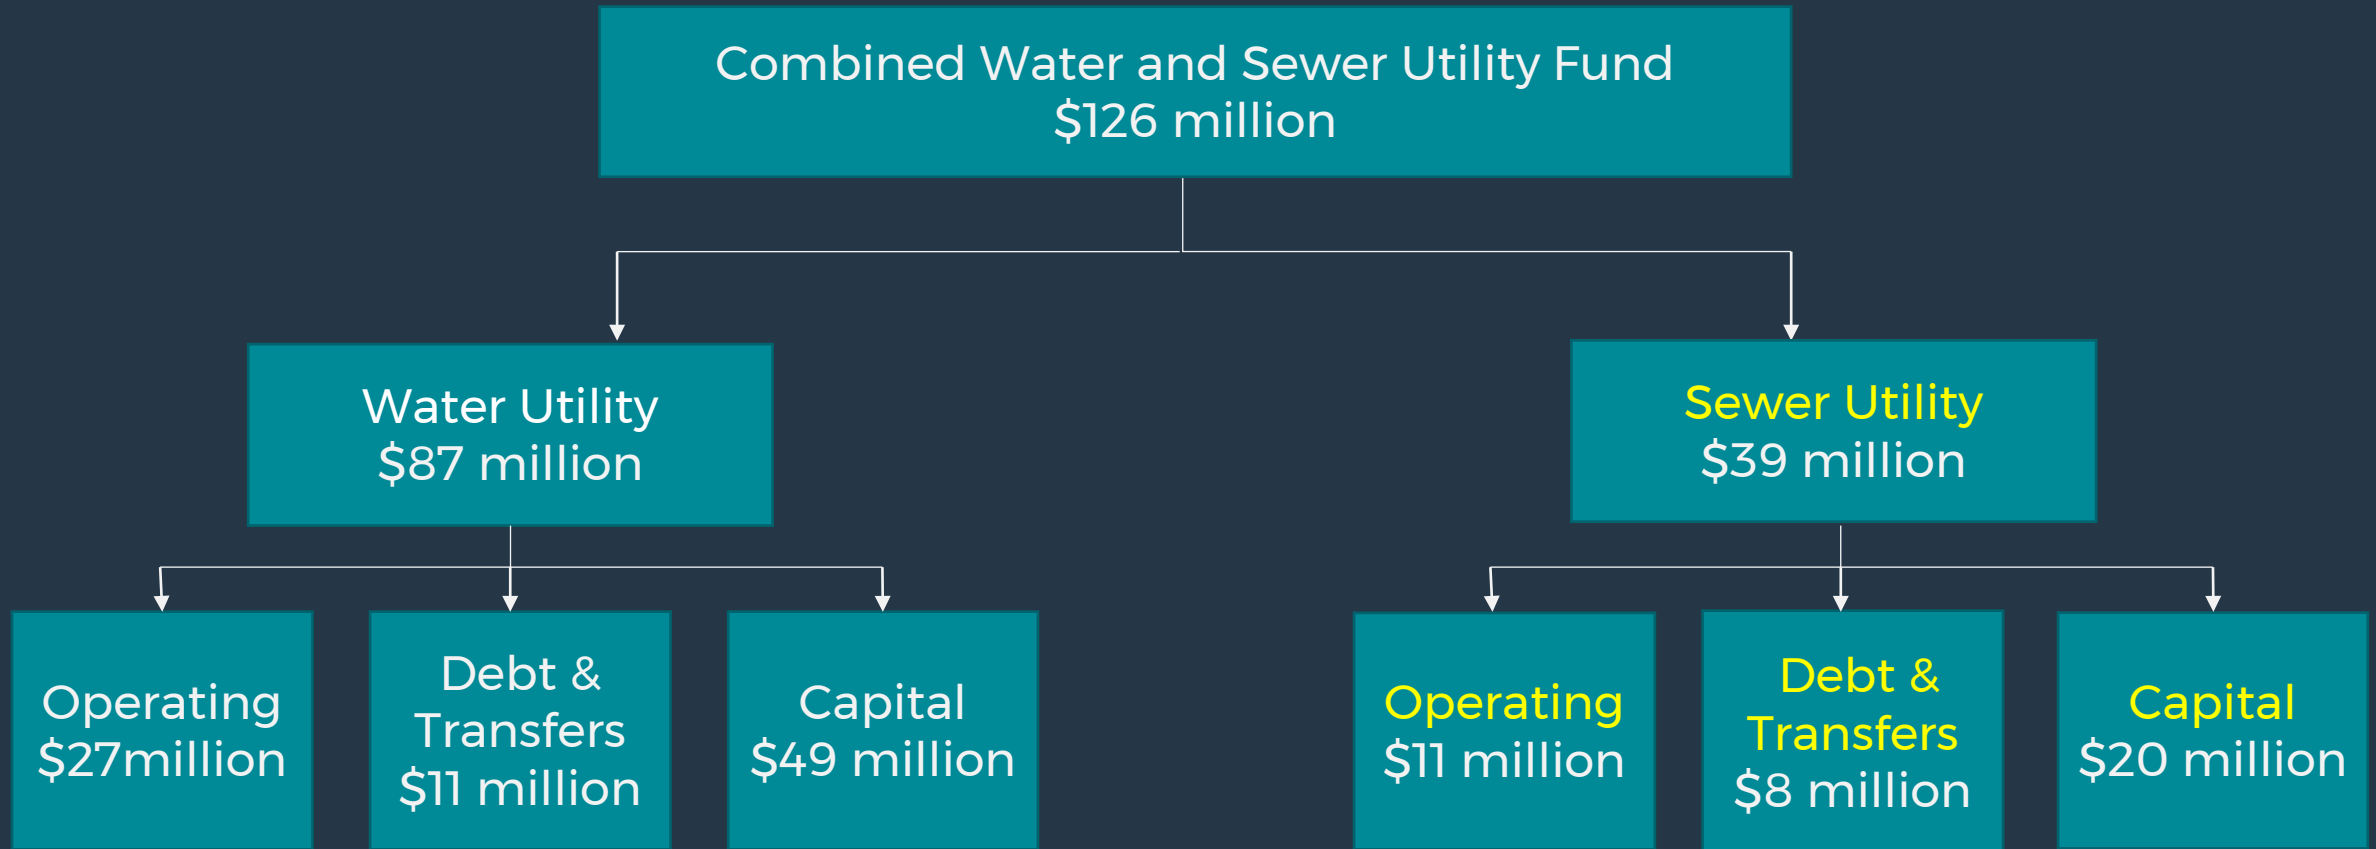 Combined Water and Sewer Utility Fund
$126 million
Water Utility
$87 million
Sewer Utility
$39 million
Operating
$27million
Debt &
Transfers
$11 million
Capital
$49 million
Operating
$11 million
Debt &
Transfers
$8 million
Capital
$20 million